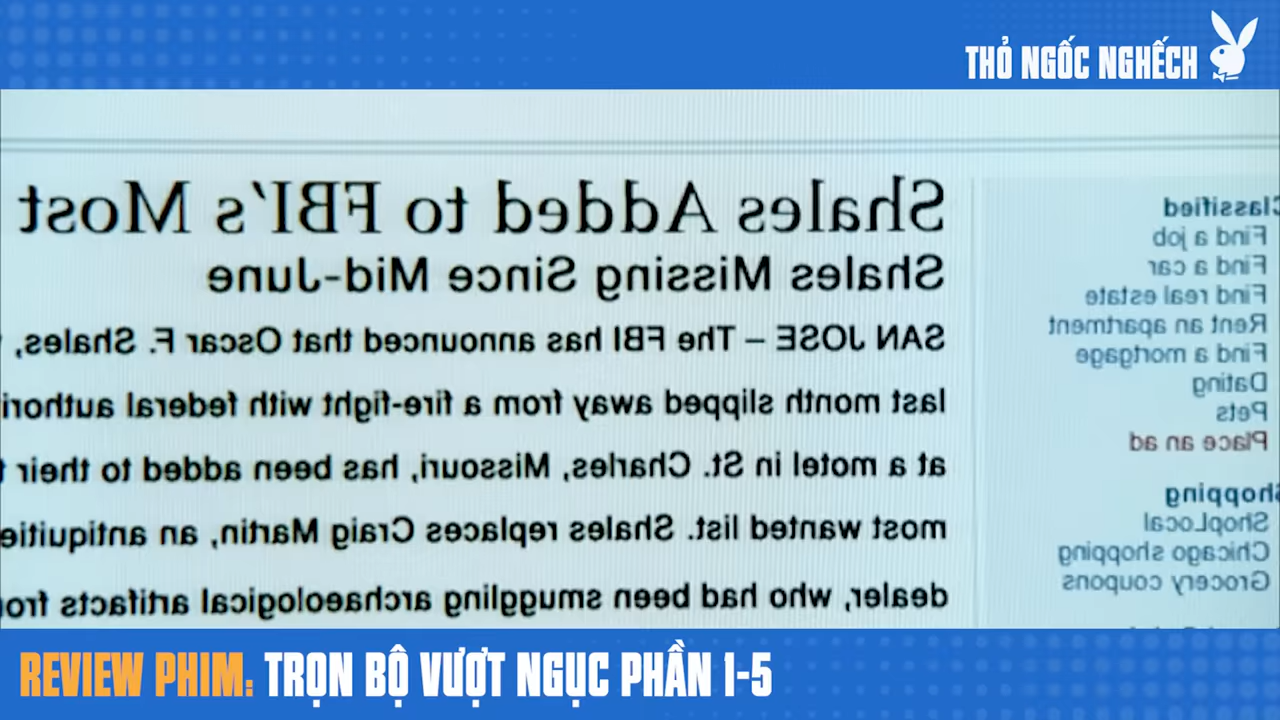 THỎ NGỐC NGHẾCH
Shales Added to FBI's Most
Shales Missing Since Mid-June
SAN JOSE – The FBI has announced that Oscar F. Shales,
last month slipped away from a fire-fight with federal
at a motel in St. Charles, Missouri, has been added to their
most wanted list. Shales replaces Craig Martin, an
dealer, who had been smuggling archaeological artifacts
Classified
Find a job
Find a car
Find real estate
Rent an apartment
Find a mortgage
Dating
Pets
Place an ad
Shopping
ShopLocal
Chicago shopping
Grocery coupons
REVIEW PHIM: TRỌN BỘ VƯỢT NGỤC PHẦN 1-5